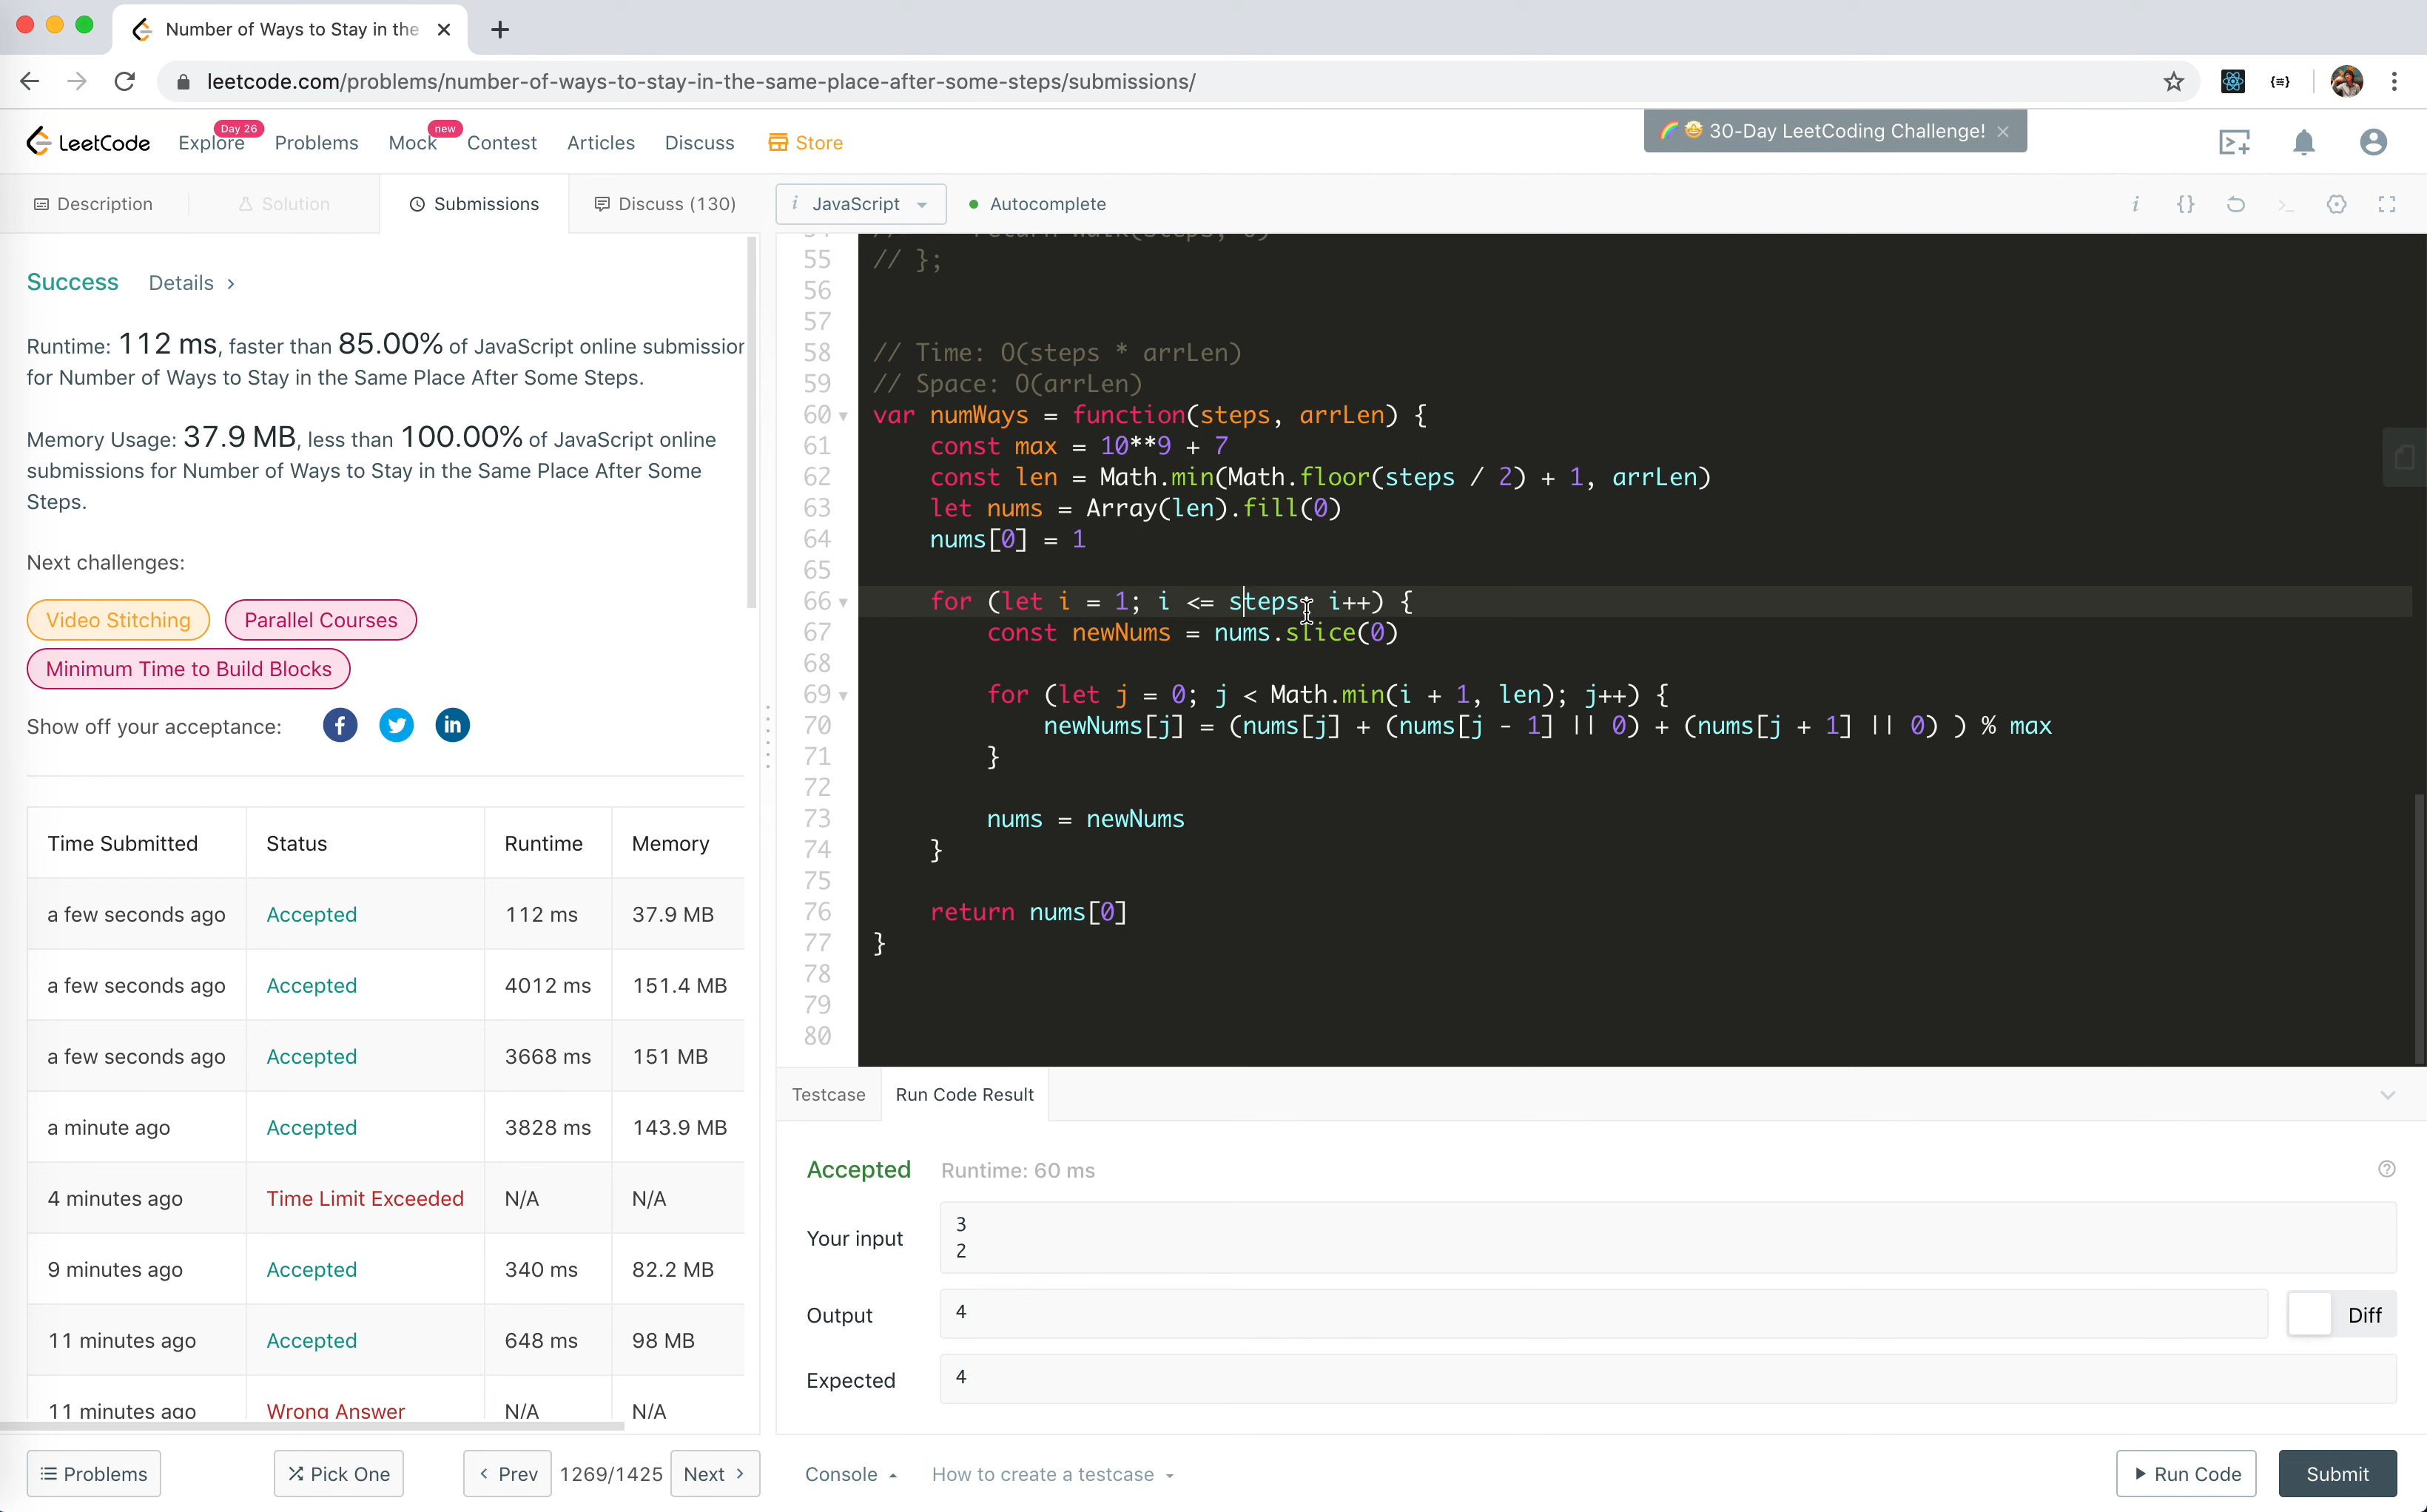 Number of Ways to Stay in the
leetcode.com/problems/number-of-ways-to-stay-in-the-same-place-after-some-steps/submissions/
LeetCode
Explore
Day 26
Problems
Mock
new
Contest
Articles
Discuss
Store
🌈 🤩 30-Day LeetCoding Challenge!
Description
Solution
Submissions
Discuss (130)
i JavaScript
Autocomplete
Success Details >
Runtime: 112 ms, faster than 85.00% of JavaScript online submission
for Number of Ways to Stay in the Same Place After Some Steps.
Memory Usage: 37.9 MB, less than 100.00% of JavaScript online
submissions for Number of Ways to Stay in the Same Place After Some
Steps.
Next challenges:
Video Stitching
Parallel Courses
Minimum Time to Build Blocks
Show off your acceptance:
Time Submitted Status Runtime Memory
a few seconds ago Accepted 112 ms 37.9 MB
a few seconds ago Accepted 4012 ms 151.4 MB
a few seconds ago Accepted 3668 ms 151 MB
a minute ago Accepted 3828 ms 143.9 MB
4 minutes ago Time Limit Exceeded N/A N/A
9 minutes ago Accepted 340 ms 82.2 MB
11 minutes ago Accepted 648 ms 98 MB
11 minutes ago Wrong Answer N/A N/A
Problems
Pick One
< Prev
1269/1425
Next >
55 // };
56
57
58 // Time: O(steps * arrLen)
59 // Space: O(arrLen)
60 var numWays = function(steps, arrLen) {
61 const max = 10**9 + 7
62 const len = Math.min(Math.floor(steps / 2) + 1, arrLen)
63 let nums = Array(len).fill(0)
64 nums[0] = 1
65
66 for (let i = 1; i <= steps; i++) {
67 const newNums = nums.slice(0)
68
69 for (let j = 0; j < Math.min(i + 1, len); j++) {
70 newNums[j] = (nums[j] + (nums[j - 1] || 0) + (nums[j + 1] || 0) ) % max
71 }
72
73 nums = newNums
74 }
75
76 return nums[0]
77 }
78
79
80
Testcase
Run Code Result
Accepted Runtime: 60 ms
Your input
3
2
Output
4
Diff
Expected
4
Console
How to create a testcase
Run Code
Submit